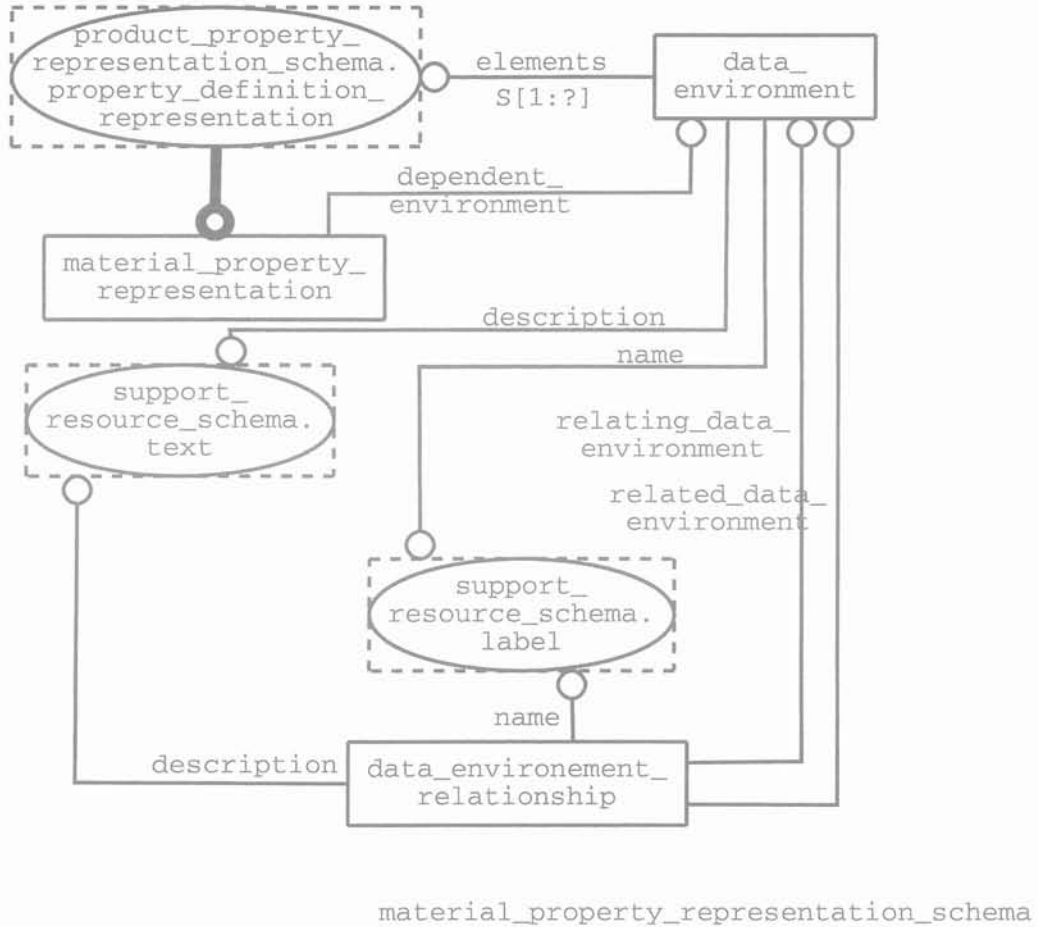 product_property_
representation_schema.
property_definition_
representation
elements
S[1:?]
data_
environment
dependent_
environment
material_property_
representation
description
name
support_
resource_schema.
text
relating_data_
environment
related_data_
environment
support_
resource_schema.
label
name
description
data_environement_
relationship
material_property_representation_schema